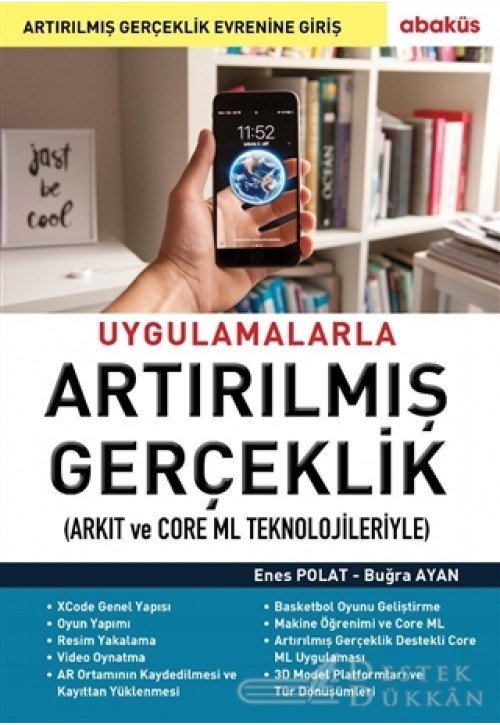 ARTIRILMIŞ GERÇEKLİK EVRENİNE GİRİŞ
abaküs
just
be
cool
11:52
OCEAN
UYGULAMALARLA
ARTIRILMIŞ
GERÇEKLİK
(ARKIT ve CORE ML TEKNOLOJİLERİYLE)
Enes POLAT - Buğra AYAN
• XCode Genel Yapısı
• Oyun Yapımı
• Resim Yakalama
• Video Oynatma
• AR Ortamının Kaydedilmesi ve
Kayıttan Yüklenmesi
• Basketbol Oyunu Geliştirme
• Makine Öğrenimi ve Core ML
• Artırılmış Gerçeklik Destekli Core
ML Uygulaması
• 3D Model Platformları ve
Tür Dönüşümleri
DESTEK
DÜKKÂN